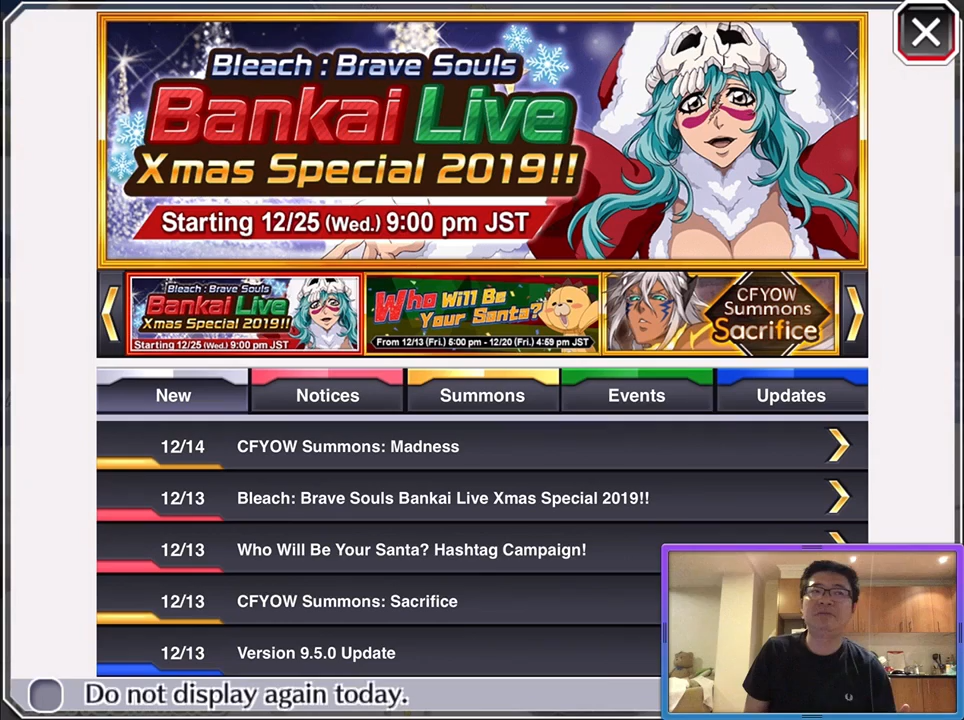 Bleach : Brave Souls
Bankai Live
Xmas Special 2019!!
Starting 12/25 (Wed.) 9:00 pm JST
Bleach : Brave Souls
Bankai Live
Xmas Special 2019!!
Starting 12/25 (Wed.) 9:00 pm JST
Who Will Be
Your Santa?
From 12/13 (Fri.) 5:00 pm - 12/20 (Fri.) 4:59 pm JST
CFYOW
Summons
Sacrifice
New Notices Summons Events Updates
12/14 CFYOW Summons: Madness
12/13 Bleach: Brave Souls Bankai Live Xmas Special 2019!!
12/13 Who Will Be Your Santa? Hashtag Campaign!
12/13 CFYOW Summons: Sacrifice
12/13 Version 9.5.0 Update
Do not display again today.